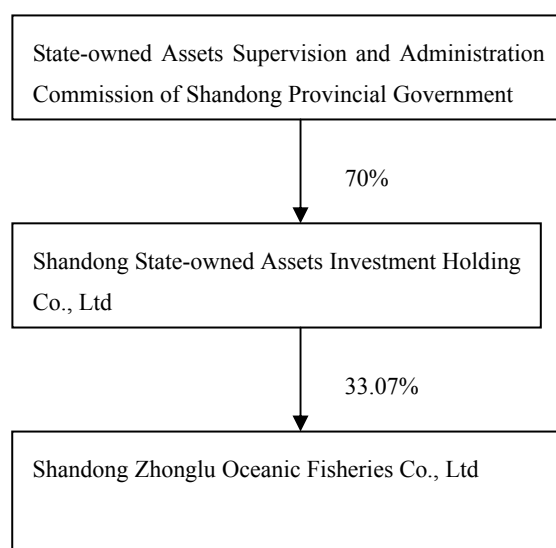 State-owned Assets Supervision and Administration
Commission of Shandong Provincial Government
70%
Shandong State-owned Assets Investment Holding
Co., Ltd
33.07%
Shandong Zhonglu Oceanic Fisheries Co., Ltd